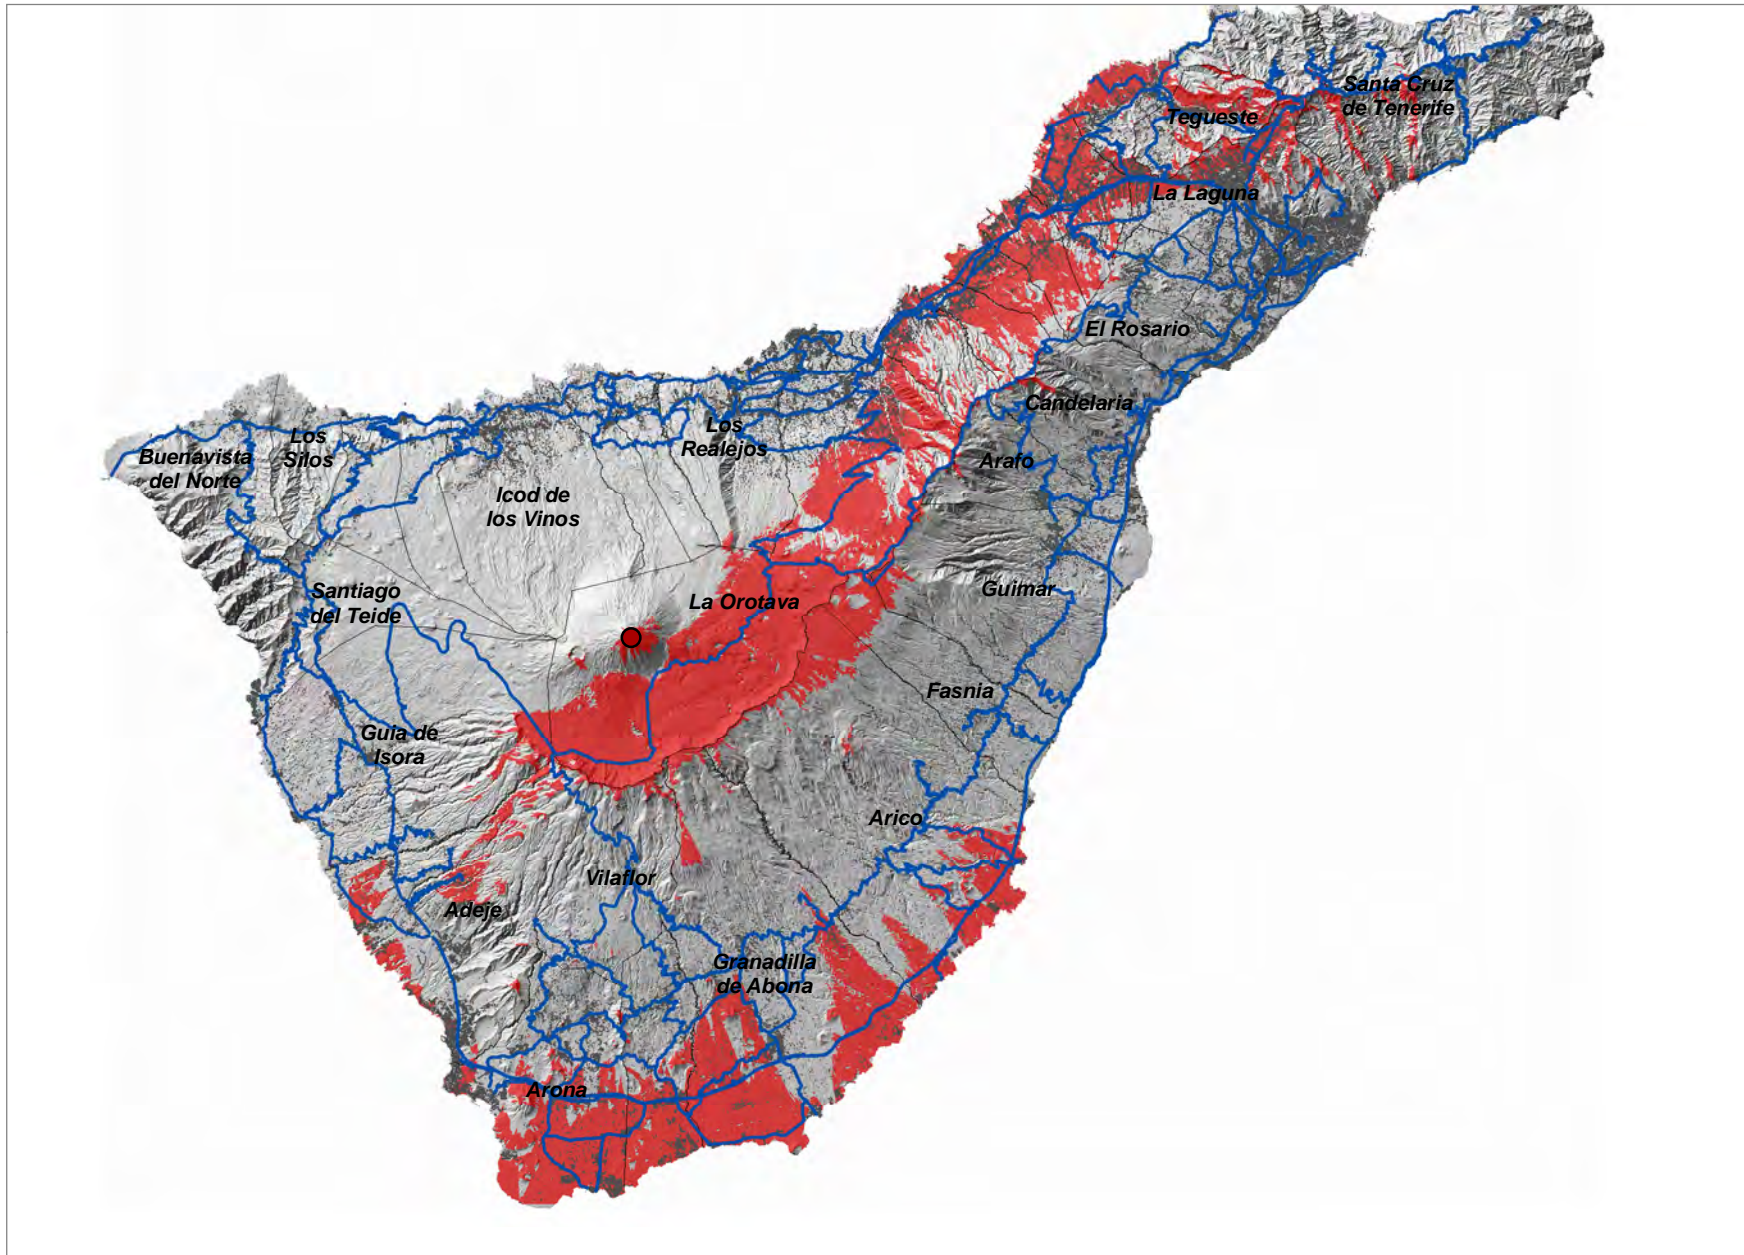 Santa Cruz
de Tenerife
Tegueste
La Laguna
El Rosario
Candelaria
Los
Realejos
Los
Silos
Buenavista
del Norte
Arafo
Icod de
los Vinos
Guimar
Santiago
del Teide
La Orotava
Fasnia
Guia de
Isora
Arico
Vilaflor
Adeje
Granadilla
de Abona
Arona